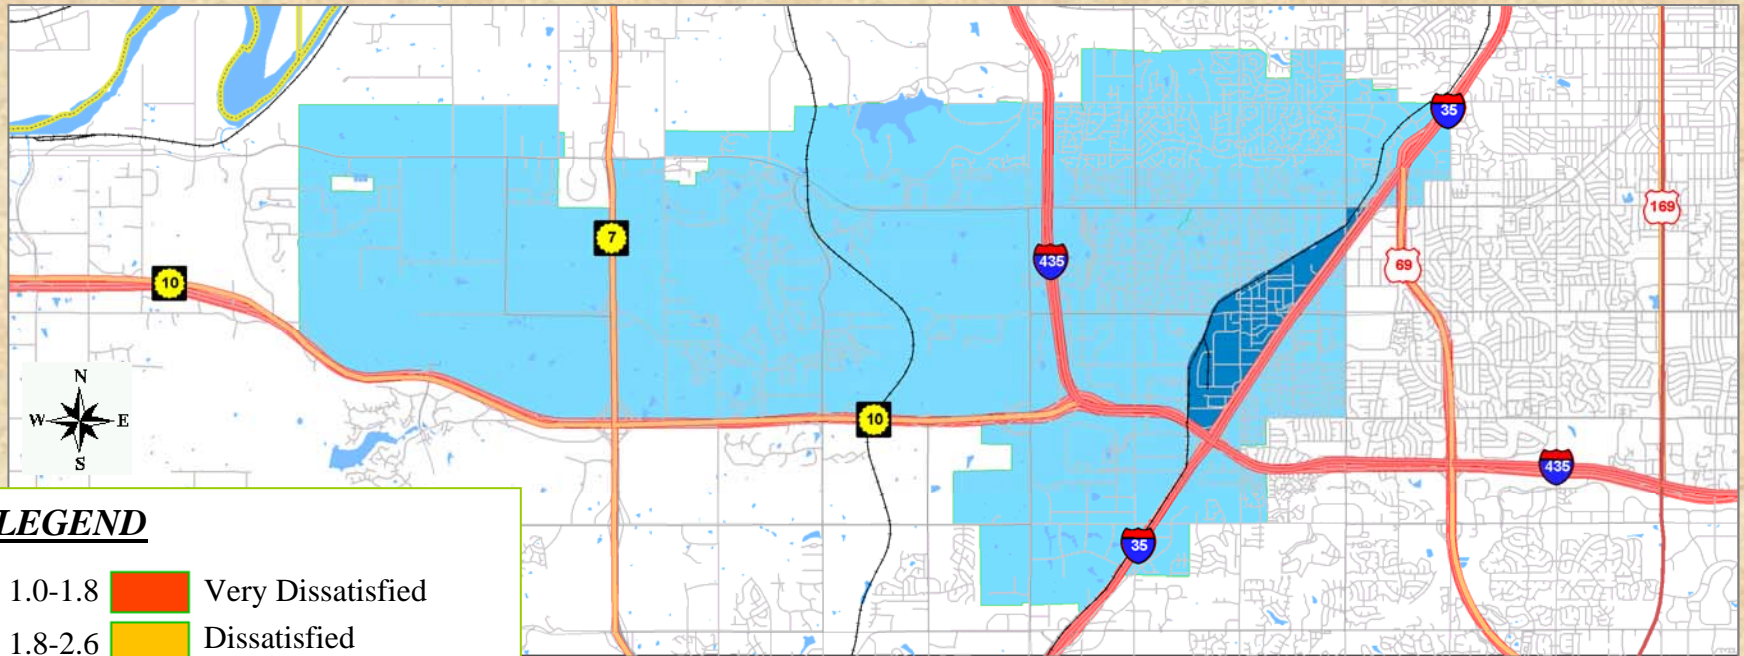 35
169
7
435
69
10
N
W E
S
10
435
35
LEGEND
1.0-1.8 Very Dissatisfied
1.8-2.6 Dissatisfied